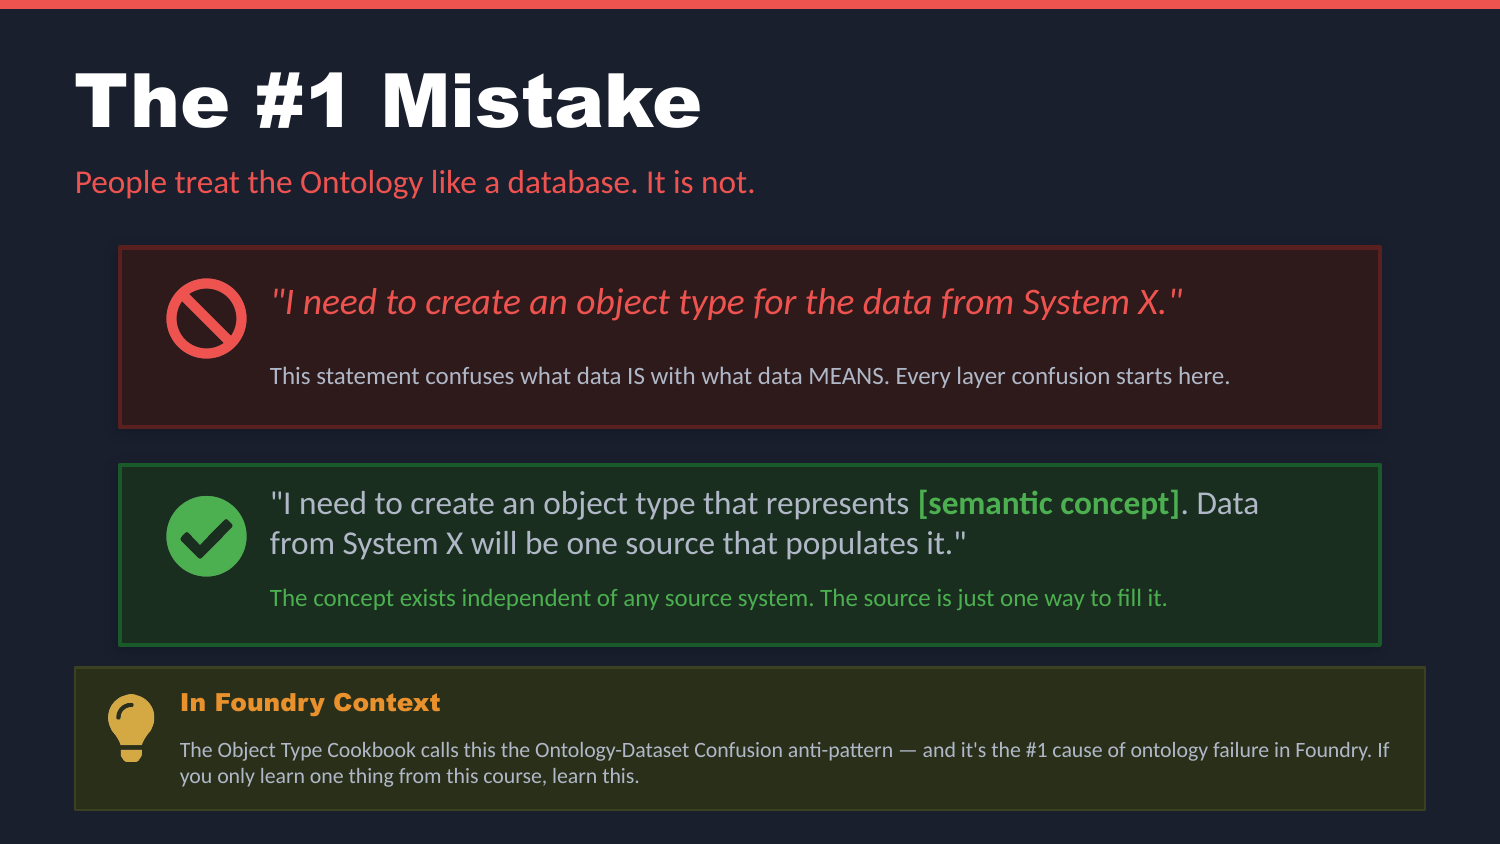 The #1 Mistake
People treat the Ontology like a database. It is not.
"I need to create an object type for the data from System X."
This statement confuses what data IS with what data MEANS. Every layer confusion starts here.
"I need to create an object type that represents [semantic concept]. Data
from System X will be one source that populates it."
The concept exists independent of any source system. The source is just one way to fill it.
In Foundry Context
The Object Type Cookbook calls this the Ontology-Dataset Confusion anti-pattern — and it's the #1 cause of ontology failure in Foundry. If
you only learn one thing from this course, learn this.